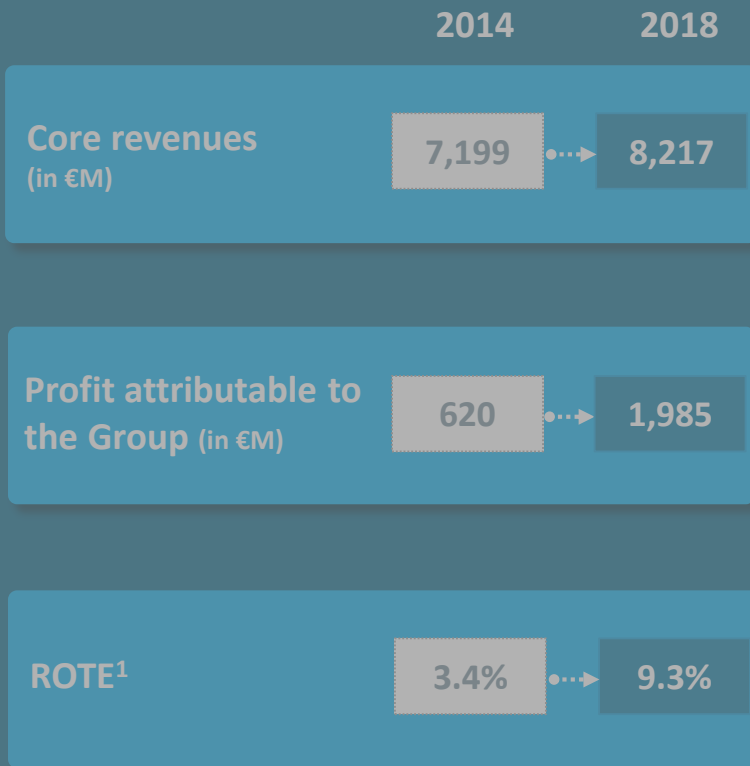 2014 2018
Core revenues
(in €M)
7,199 8,217
Profit attributable to
the Group (in €M)
620 1,985
ROTE¹ 3.4% 9.3%